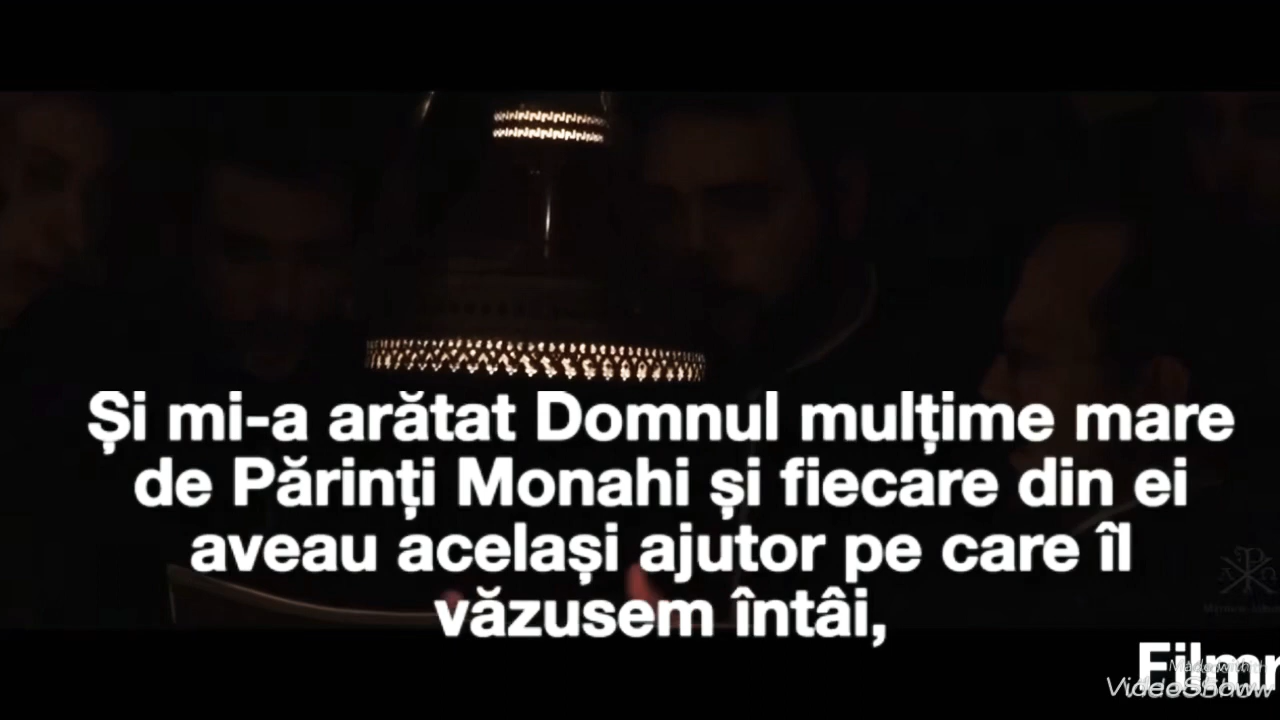 Și mi-a arătat Domnul mulțime mare
de Părinți Monahi și fiecare din ei
aveau același ajutor pe care îl
văzusem întâi,
VideoShow